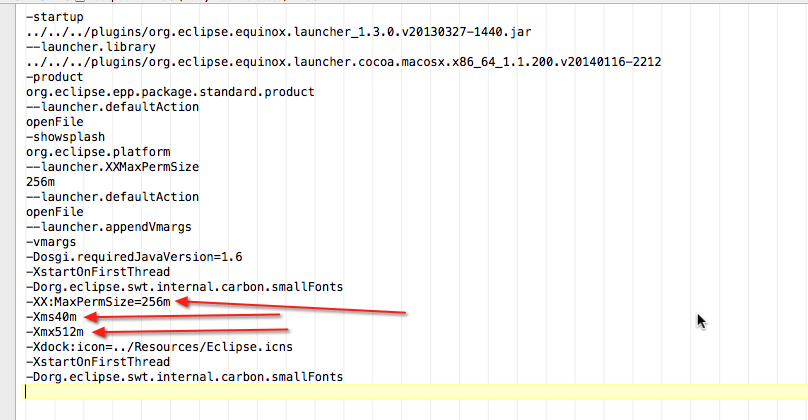 -startup
../../../plugins/org.eclipse.equinox.launcher_1.3.0.v20130327-1440.jar
--launcher.library
../../../plugins/org.eclipse.equinox.launcher.cocoa.macosx.x86_64_1.1.200.v20140116-2212
-product
org.eclipse.epp.package.standard.product
--launcher.defaultAction
openFile
-showsplash
org.eclipse.platform
--launcher.XXMaxPermSize
256m
--launcher.defaultAction
openFile
--launcher.appendVmargs
-vmargs
-Dosgi.requiredJavaVersion=1.6
-XstartOnFirstThread
-Dorg.eclipse.swt.internal.carbon.smallFonts
-XX:MaxPermSize=256m
-Xms40m
-Xmx512m
-Xdock:icon=../Resources/Eclipse.icns
-XstartOnFirstThread
-Dorg.eclipse.swt.internal.carbon.smallFonts